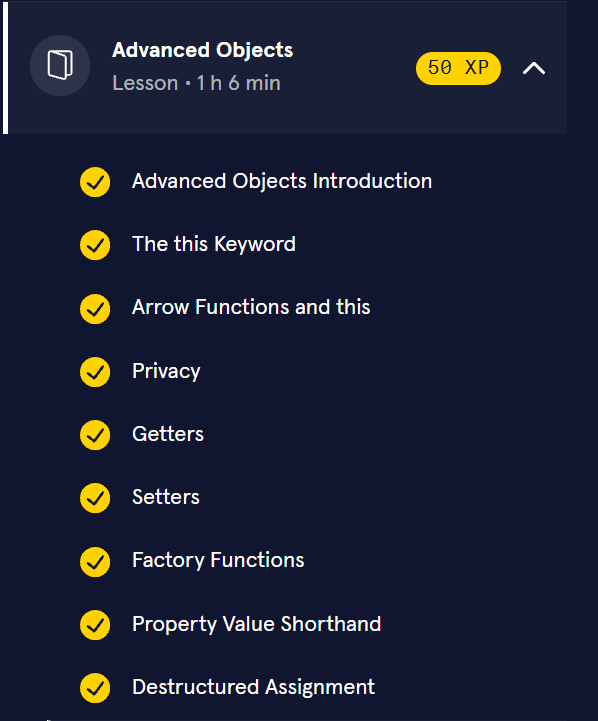 Advanced Objects
Lesson • 1 h 6 min
50 XP
Advanced Objects Introduction
The this Keyword
Arrow Functions and this
Privacy
Getters
Setters
Factory Functions
Property Value Shorthand
Destructured Assignment